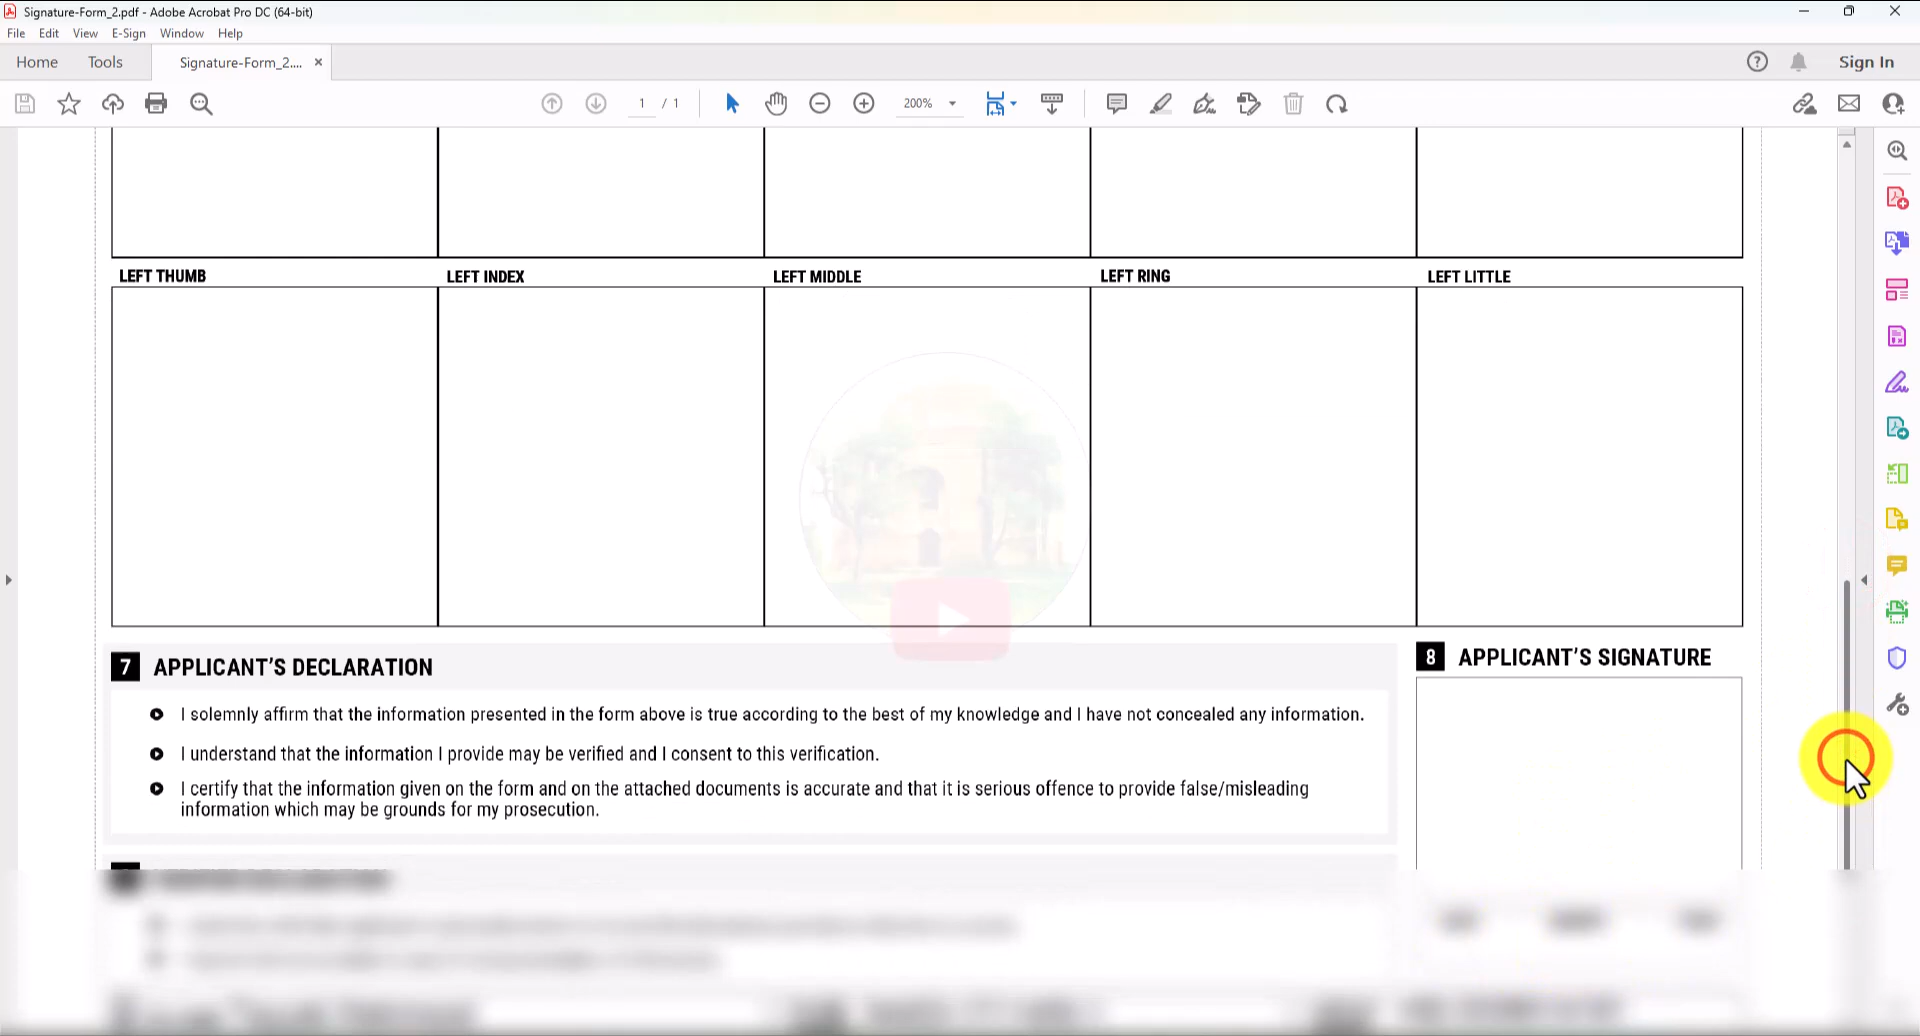 Signature-Form_2.pdf - Adobe Acrobat Pro DC (64-bit)
File Edit View E-Sign Window Help
Home Tools Signature-Form_2.... × Sign In
1 / 1 200%
LEFT THUMB LEFT INDEX LEFT MIDDLE LEFT RING LEFT LITTLE
7 APPLICANT'S DECLARATION
8 APPLICANT'S SIGNATURE
I solemnly affirm that the information presented in the form above is true according to the best of my knowledge and I have not concealed any information.
I understand that the information I provide may be verified and I consent to this verification.
I certify that the information given on the form and on the attached documents is accurate and that it is serious offence to provide false/misleading
information which may be grounds for my prosecution.